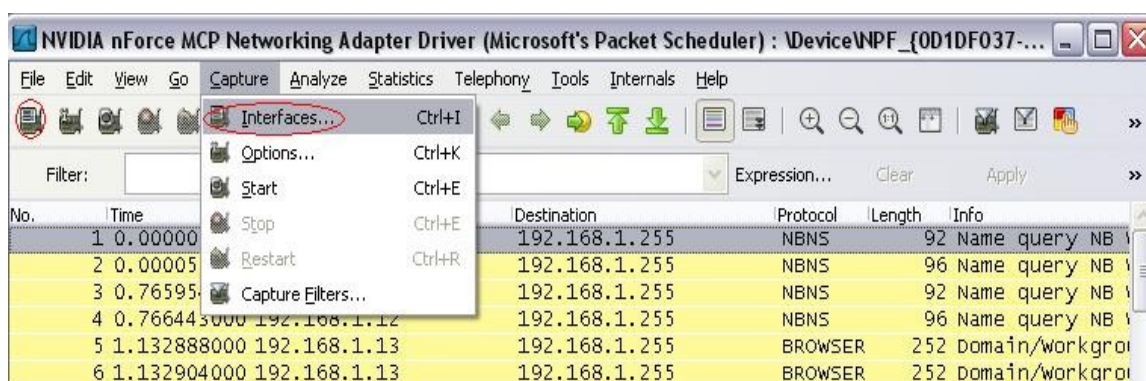 NVIDIA nForce MCP Networking Adapter Driver (Microsoft's Packet Scheduler) : \Device\NPF_{0D1DF037-...
File Edit View Go Capture Analyze Statistics Telephony Tools Internals Help
Interfaces... Ctrl+I
Options... Ctrl+K
Start Ctrl+E
Stop Ctrl+E
Restart Ctrl+R
Capture Filters...
Filter: Expression... Clear Apply »
No. Time Destination Protocol Length Info
1 0.00000 192.168.1.255 NBNS 92 Name query NB
2 0.00005 192.168.1.255 NBNS 96 Name query NB
3 0.76595 192.168.1.255 NBNS 92 Name query NB
4 0.766443000 192.168.1.12 192.168.1.255 NBNS 96 Name query NB
5 1.132888000 192.168.1.13 192.168.1.255 BROWSER 252 Domain/Workgrou
6 1.132904000 192.168.1.13 192.168.1.255 BROWSER 252 Domain/Workgrou